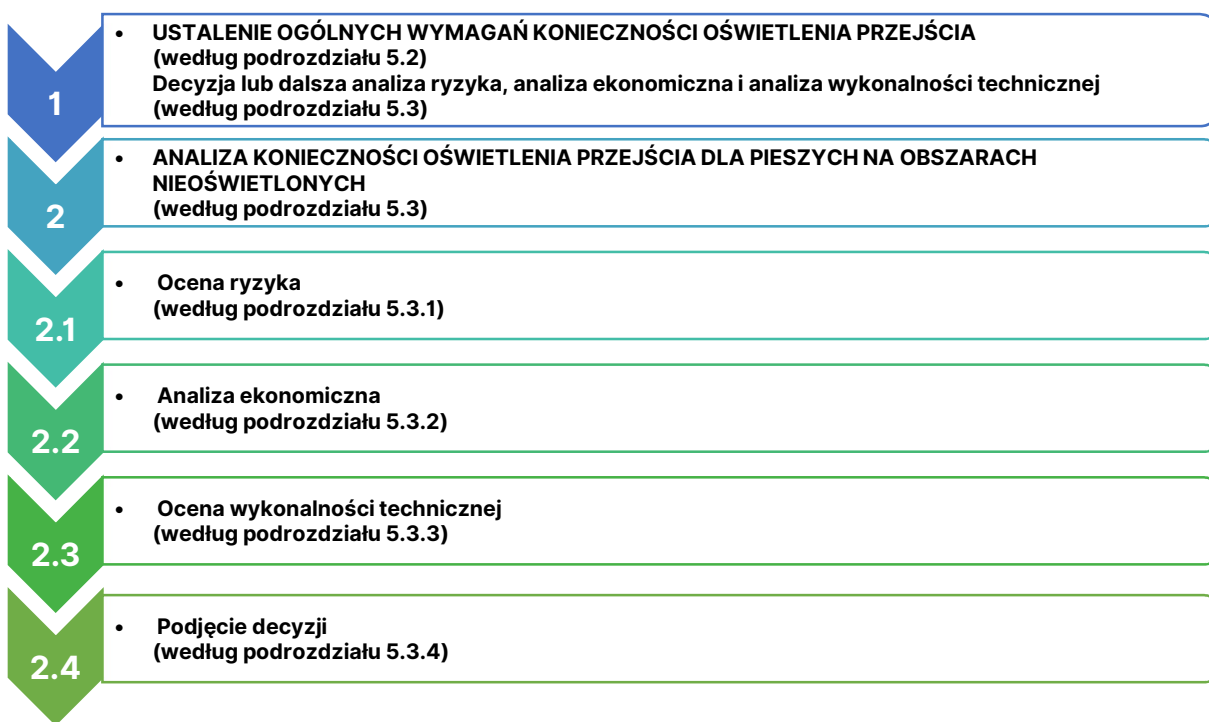 1
• USTALENIE OGÓLNYCH WYMAGAŃ KONIECZNOŚCI OŚWIETLENIA PRZEJŚCIA
(według podrozdziału 5.2)
Decyzja lub dalsza analiza ryzyka, analiza ekonomiczna i analiza wykonalności technicznej
(według podrozdziału 5.3)
2
• ANALIZA KONIECZNOŚCI OŚWIETLENIA PRZEJŚCIA DLA PIESZYCH NA OBSZARACH
NIEOŚWIETLONYCH
(według podrozdziału 5.3)
2.1
• Ocena ryzyka
(według podrozdziału 5.3.1)
2.2
• Analiza ekonomiczna
(według podrozdziału 5.3.2)
2.3
• Ocena wykonalności technicznej
(według podrozdziału 5.3.3)
2.4
• Podjęcie decyzji
(według podrozdziału 5.3.4)